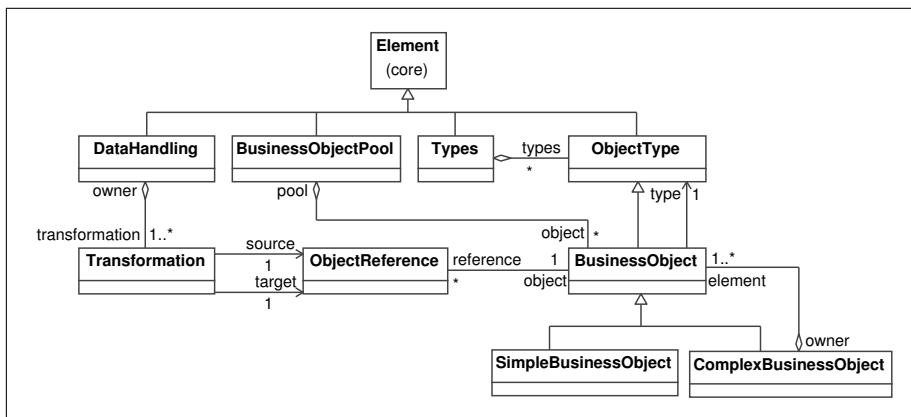 Element
(core)
DataHandling
BusinessObjectPool
Types
types
*
ObjectType
owner
pool
type
1
transformation
1..*
object
*
Transformation
source
1
target
1
ObjectReference
reference
*
1
object
BusinessObject
1..*
element
owner
SimpleBusinessObject
ComplexBusinessObject